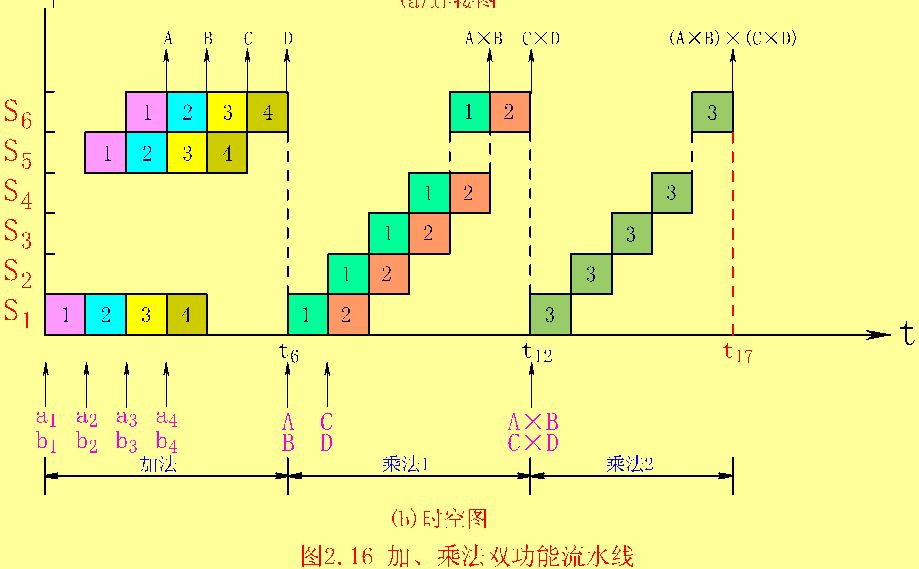 (a)连接图
A B C D A×B C×D (A×B)×(C×D)
S6 1 2 3 4 1 2 3
S5 1 2 3 4
S4 1 2 3
S3 1 2 3
S2 1 2 3
S1 1 2 3 4 1 2 3
t
t6 t12 t17
a1 a2 a3 a4 A C A×B
b1 b2 b3 b4 B D C×D
加法 乘法1 乘法2
(b)时空图
图2.16 加、乘法双功能流水线